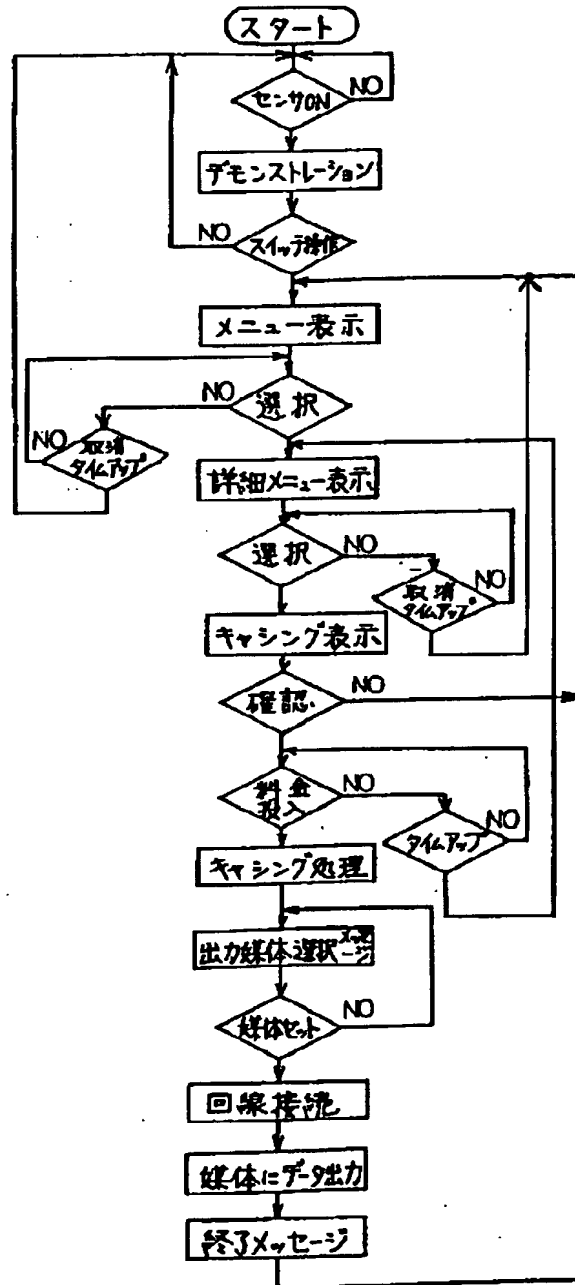 スタート
センサON
NO
デモンストレーション
NO
スイッチ操作
メニュー表示
NO
選択
NO
取消
タイムアップ
詳細メニュー表示
選択
NO
取消
タイムアップ
NO
キャシング表示
確認
NO
料金
投入
NO
タイムアップ
NO
キャシング処理
出力媒体選択メッセージ
媒体セット
NO
回線接続
媒体にデータ出力
終了メッセージ